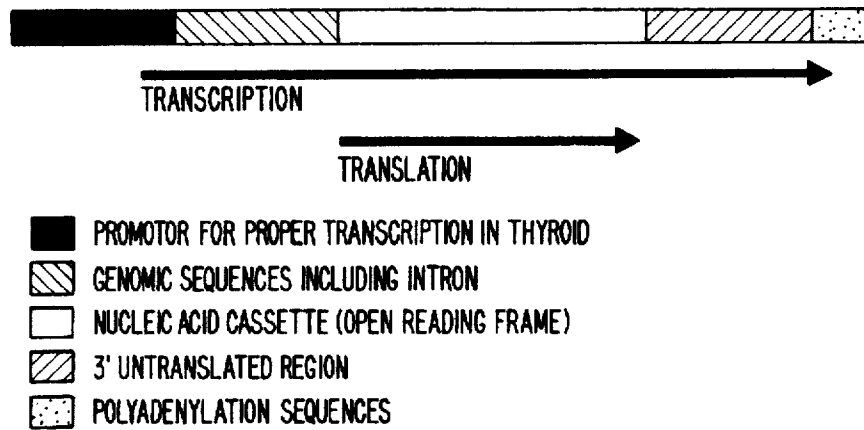 TRANSCRIPTION
TRANSLATION
PROMOTOR FOR PROPER TRANSCRIPTION IN THYROID
GENOMIC SEQUENCES INCLUDING INTRON
NUCLEIC ACID CASSETTE (OPEN READING FRAME)
3' UNTRANSLATED REGION
POLYADENYLATION SEQUENCES